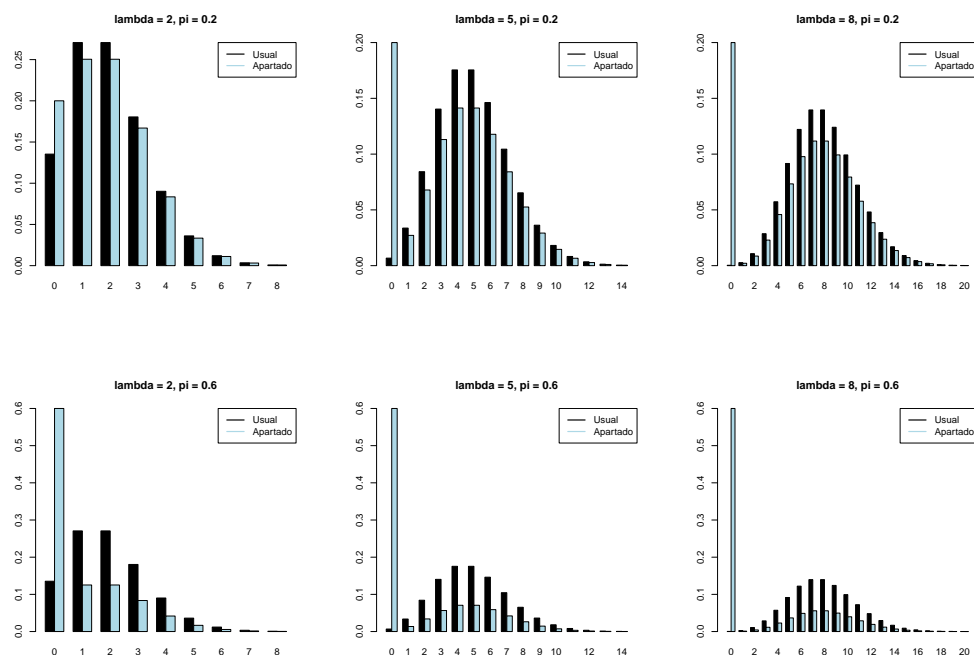 lambda = 2, pi = 0.2
Usual
Apartado
0.00
0.05
0.10
0.15
0.20
0.25
0 1 2 3 4 5 6 7 8
lambda = 5, pi = 0.2
Usual
Apartado
0.00
0.05
0.10
0.15
0.20
0 1 2 3 4 5 6 7 8 9 10 12 14
lambda = 8, pi = 0.2
Usual
Apartado
0.00
0.05
0.10
0.15
0.20
0 2 4 6 8 10 12 14 16 18 20
lambda = 2, pi = 0.6
Usual
Apartado
0.0
0.1
0.2
0.3
0.4
0.5
0.6
0 1 2 3 4 5 6 7 8
lambda = 5, pi = 0.6
Usual
Apartado
0.0
0.1
0.2
0.3
0.4
0.5
0.6
0 1 2 3 4 5 6 7 8 9 10 12 14
lambda = 8, pi = 0.6
Usual
Apartado
0.0
0.1
0.2
0.3
0.4
0.5
0.6
0 2 4 6 8 10 12 14 16 18 20